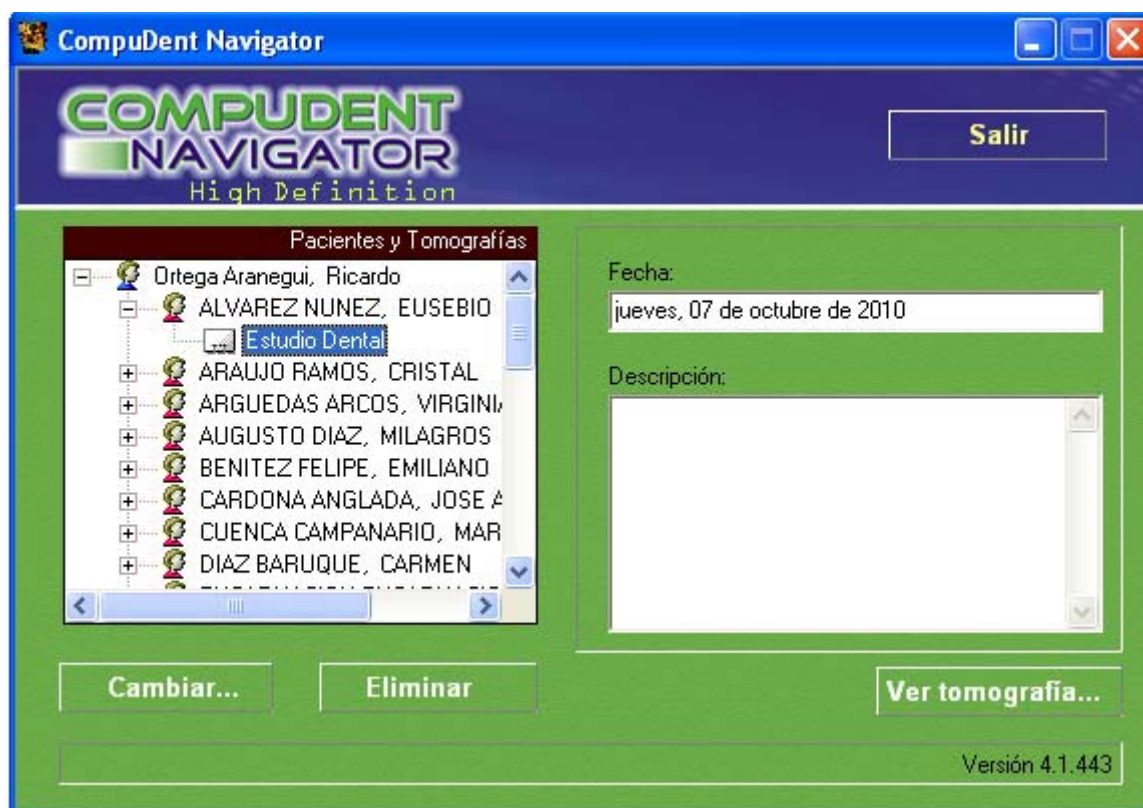 CompuDent Navigator
COMPUDENT
NAVIGATOR
High Definition
Salir
Pacientes y Tomografías
Ortega Aranegui, Ricardo
ALVAREZ NUNEZ, EUSEBIO
Estudio Dental
ARAUJO RAMOS, CRISTAL
ARGUEDAS ARCOS, VIRGINI
AUGUSTO DIAZ, MILAGROS
BENITEZ FELIPE, EMILIANO
CARDONA ANGLADA, JOSE A
CUENCA CAMPANARIO, MAR
DIAZ BARUQUE, CARMEN
Fecha:
jueves, 07 de octubre de 2010
Descripción:
Cambiar...
Eliminar
Ver tomografía...
Versión 4.1.443